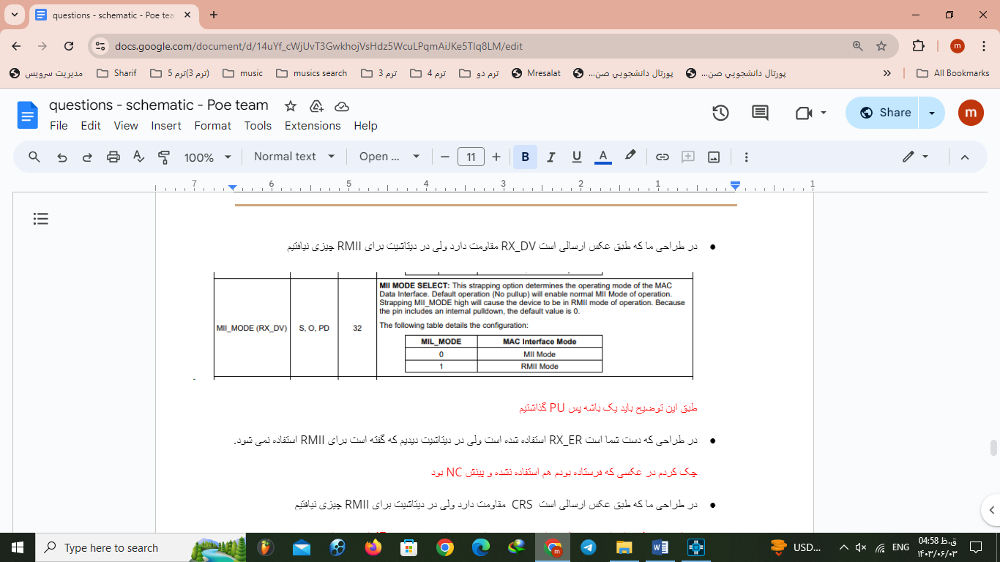 questions - schematic - Poe tea
docs.google.com/document/d/14uYf_cWjUvT3GwkhojVsHdz5WcuLPqmAiJKe5TIq8LM/edit
m
مدیریت سرویس
Sharif
ترم 5(ترم 3)
music
musics search
ترم 3
ترم 4
ترم دو
Mresalat
پورتال دانشجويي صن...
پورتال دانشجويي صن...
All Bookmarks
questions - schematic - Poe team
Share
m
File Edit View Insert Format Tools Extensions Help
100% Normal text Open ... 11 B I U A
7 6 5 4 3 2 1 1
در طراحی ما که طبق عکس ارسالی است RX_DV مقاومت دارد ولی در دیتاشیت برای RMII چیزی نیافتیم
MII_MODE (RX_DV)
S, O, PD
32
MII MODE SELECT: This strapping option determines the operating mode of the MAC
Data Interface. Default operation (No pullup) will enable normal MII Mode of operation.
Strapping MII_MODE high will cause the device to be in RMII mode of operation. Because
the pin includes an internal pulldown, the default value is 0.
The following table details the configuration:
MIL_MODE MAC Interface Mode
0 MII Mode
1 RMII Mode
طبق این توضیح باید یک باشه پس PU گذاشتیم
در طراحی که دست شما است RX_ER استفاده شده است ولی در دیتاشیت دیدیم که گفته است برای RMII استفاده نمی شود.
چک کردم در عکسی که فرستاده بودم هم استفاده نشده و پینش NC بود
در طراحی ما که طبق عکس ارسالی است CRS مقاومت دارد ولی در دیتاشیت برای RMII چیزی نیافتیم
Type here to search
m
USD...
ENG
04:58 ق.ظ
۱۴۰۳/۰۶/۰۳